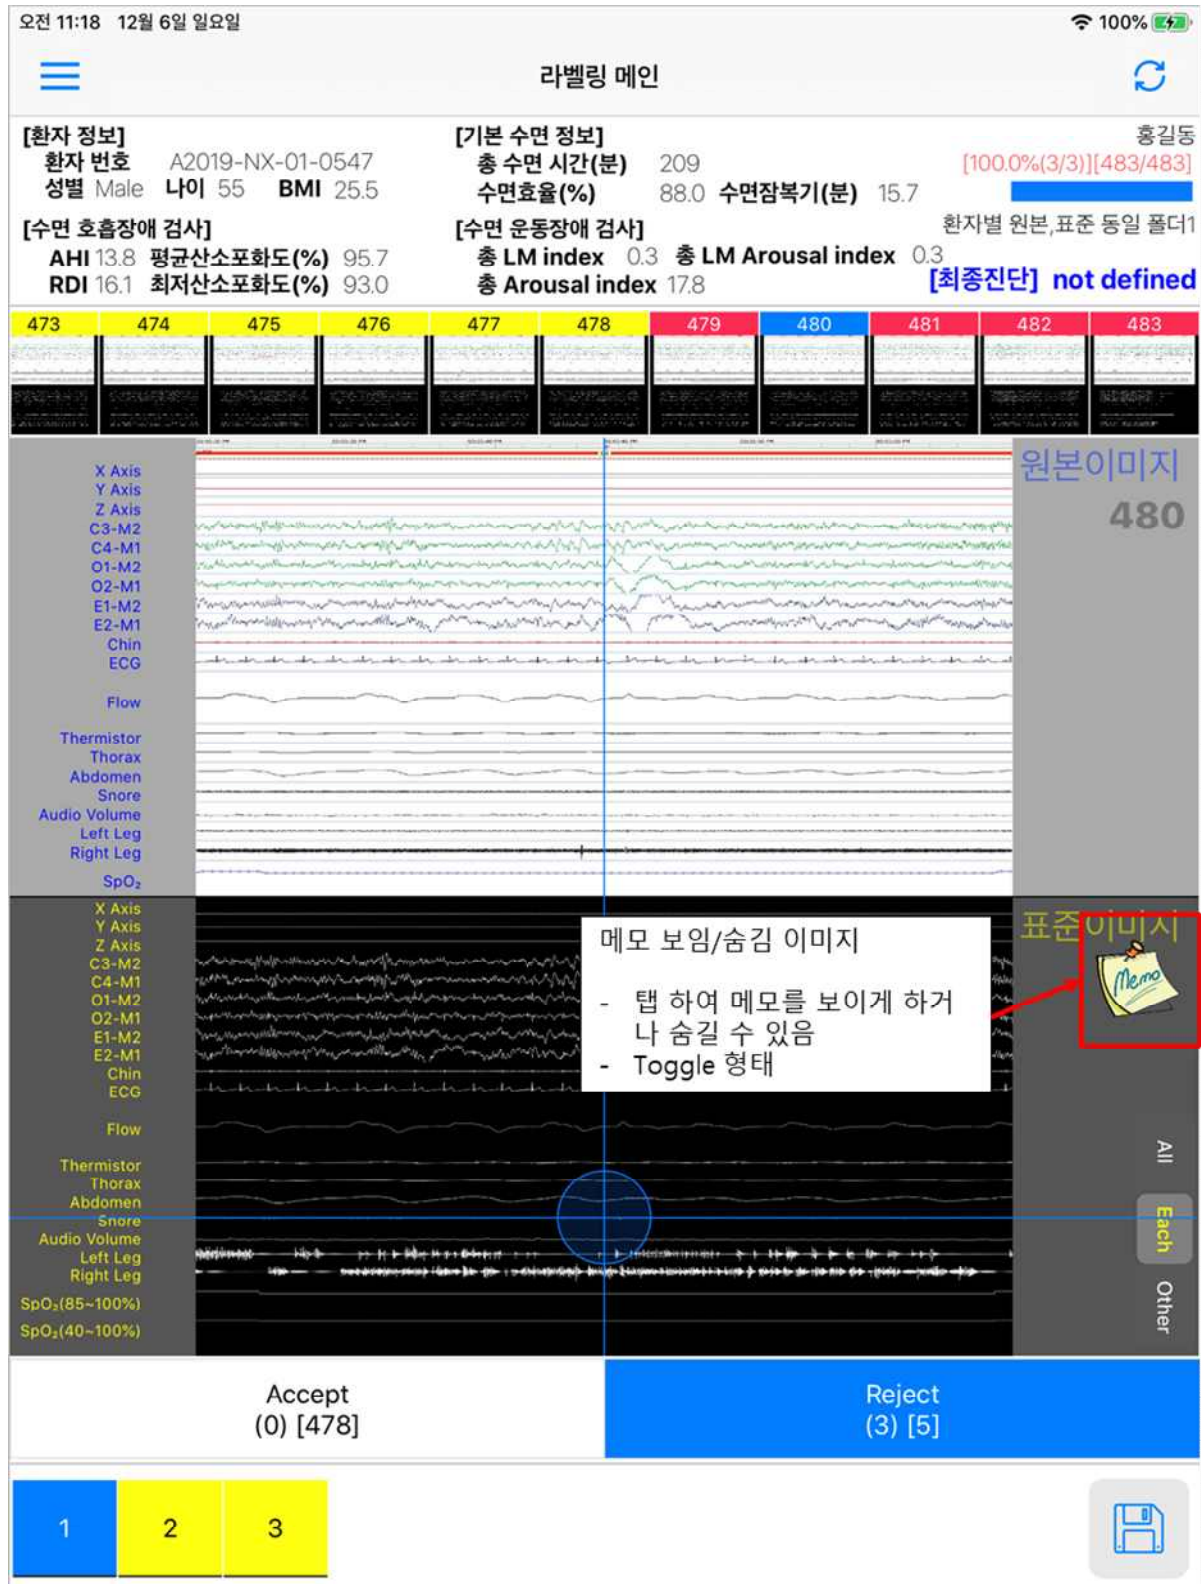 오전 11:18 12월 6일 일요일 100%
라벨링 메인
[환자 정보]
환자 번호 A2019-NX-01-0547
성별 Male 나이 55 BMI 25.5
[기본 수면 정보]
총 수면 시간(분) 209
수면효율(%) 88.0 수면잠복기(분) 15.7
홍길동
[100.0%(3/3)][483/483]
[수면 호흡장애 검사]
AHI 13.8 평균산소포화도(%) 95.7
RDI 16.1 최저산소포화도(%) 93.0
[수면 운동장애 검사]
총 LM index 0.3 총 LM Arousal index 0.3
총 Arousal index 17.8
환자별 원본,표준 동일 폴더1
[최종진단] not defined
473 474 475 476 477 478 479 480 481 482 483
원본이미지
480
X Axis
Y Axis
Z Axis
C3-M2
C4-M1
O1-M2
O2-M1
E1-M2
E2-M1
Chin
ECG
Flow
Thermistor
Thorax
Abdomen
Snore
Audio Volume
Left Leg
Right Leg
SpO₂
표준이미지
Memo
X Axis
Y Axis
Z Axis
C3-M2
C4-M1
O1-M2
O2-M1
E1-M2
E2-M1
Chin
ECG
Flow
Thermistor
Thorax
Abdomen
Snore
Audio Volume
Left Leg
Right Leg
SpO₂(85~100%)
SpO₂(40~100%)
메모 보임/숨김 이미지
- 탭 하여 메모를 보이게 하거
나 숨길 수 있음
- Toggle 형태
All
Each
Other
Accept
(0) [478]
Reject
(3) [5]
1 2 3